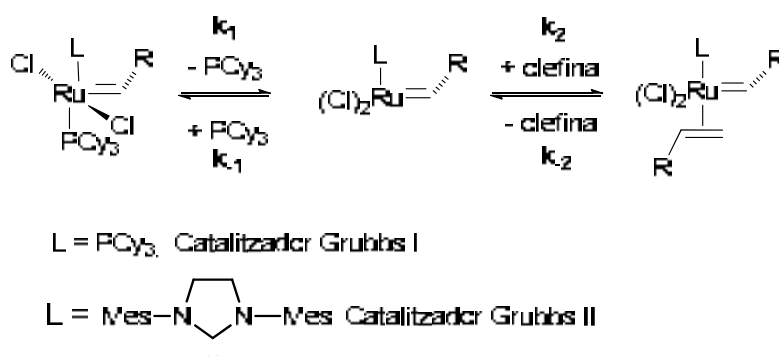 k1 k2
L L L
Cl R - PCy3 R + olefina R
Ru (Cl)2Ru (Cl)2Ru
Cl + PCy3 - olefina
PCy3 k-1 k-2 R
L = PCy3, Catalitzador Grubbs I
L = Mes-N N-Mes Catalitzador Grubbs II